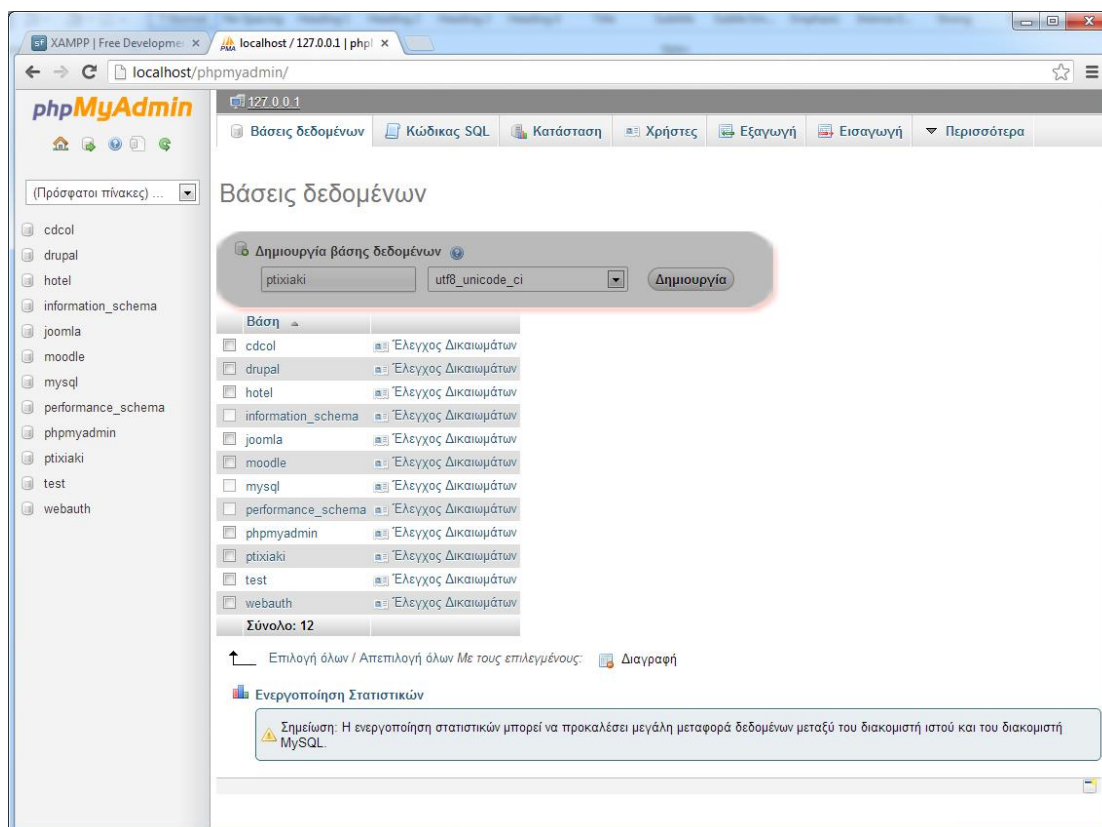 XAMPP | Free Developme
localhost / 127.0.0.1 | phpl
localhost/phpmyadmin/
phpMyAdmin
127.0.0.1
Βάσεις δεδομένων Κώδικας SQL Κατάσταση Χρήστες Εξαγωγή Εισαγωγή Περισσότερα
(Πρόσφατοι πίνακες) ...
cdcol
drupal
hotel
information_schema
joomla
moodle
mysql
performance_schema
phpmyadmin
ptixiaki
test
webauth
Βάσεις δεδομένων
Δημιουργία βάσης δεδομένων
ptixiaki utf8_unicode_ci Δημιουργία
Βάση
cdcol Έλεγχος Δικαιωμάτων
drupal Έλεγχος Δικαιωμάτων
hotel Έλεγχος Δικαιωμάτων
information_schema Έλεγχος Δικαιωμάτων
joomla Έλεγχος Δικαιωμάτων
moodle Έλεγχος Δικαιωμάτων
mysql Έλεγχος Δικαιωμάτων
performance_schema Έλεγχος Δικαιωμάτων
phpmyadmin Έλεγχος Δικαιωμάτων
ptixiaki Έλεγχος Δικαιωμάτων
test Έλεγχος Δικαιωμάτων
webauth Έλεγχος Δικαιωμάτων
Σύνολο: 12
Επιλογή όλων / Απεπιλογή όλων Με τους επιλεγμένους: Διαγραφή
Ενεργοποίηση Στατιστικών
Σημείωση: Η ενεργοποίηση στατιστικών μπορεί να προκαλέσει μεγάλη μεταφορά δεδομένων μεταξύ του διακομιστή ιστού και του διακομιστή
MySQL.